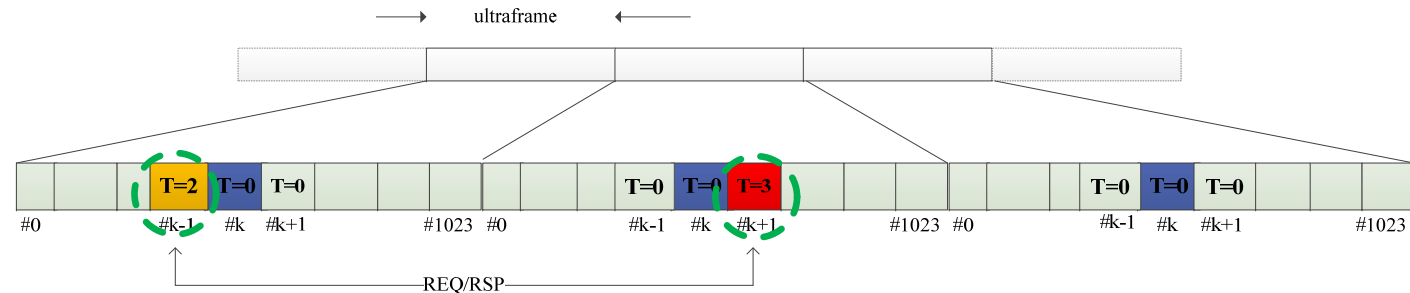 ultraframe
T=2 T=0 T=0 T=0 T=0 T=3 T=0 T=0 T=0
#0 #k-1 #k #k+1 #1023 #0 #k-1 #k #k+1 #1023 #0 #k-1 #k #k+1 #1023
REQ/RSP